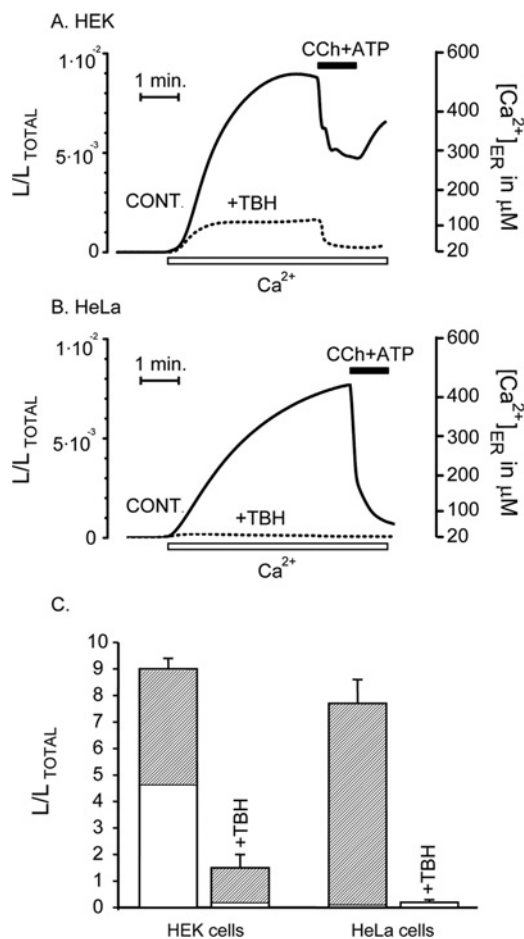 A. HEK
CCh+ATP
1 min.
1·10⁻²
5·10⁻³
0
L/L TOTAL
CONT.
+TBH
600
400
300
200
100
20
[Ca²⁺]ER in µM
Ca²⁺
B. HeLa
CCh+ATP
1 min.
1·10⁻²
5·10⁻³
0
L/L TOTAL
CONT.
+TBH
600
400
300
200
100
20
[Ca²⁺]ER in µM
Ca²⁺
C.
10
9
8
7
6
5
4
3
2
1
0
L/L TOTAL
+TBH
+TBH
HEK cells
HeLa cells